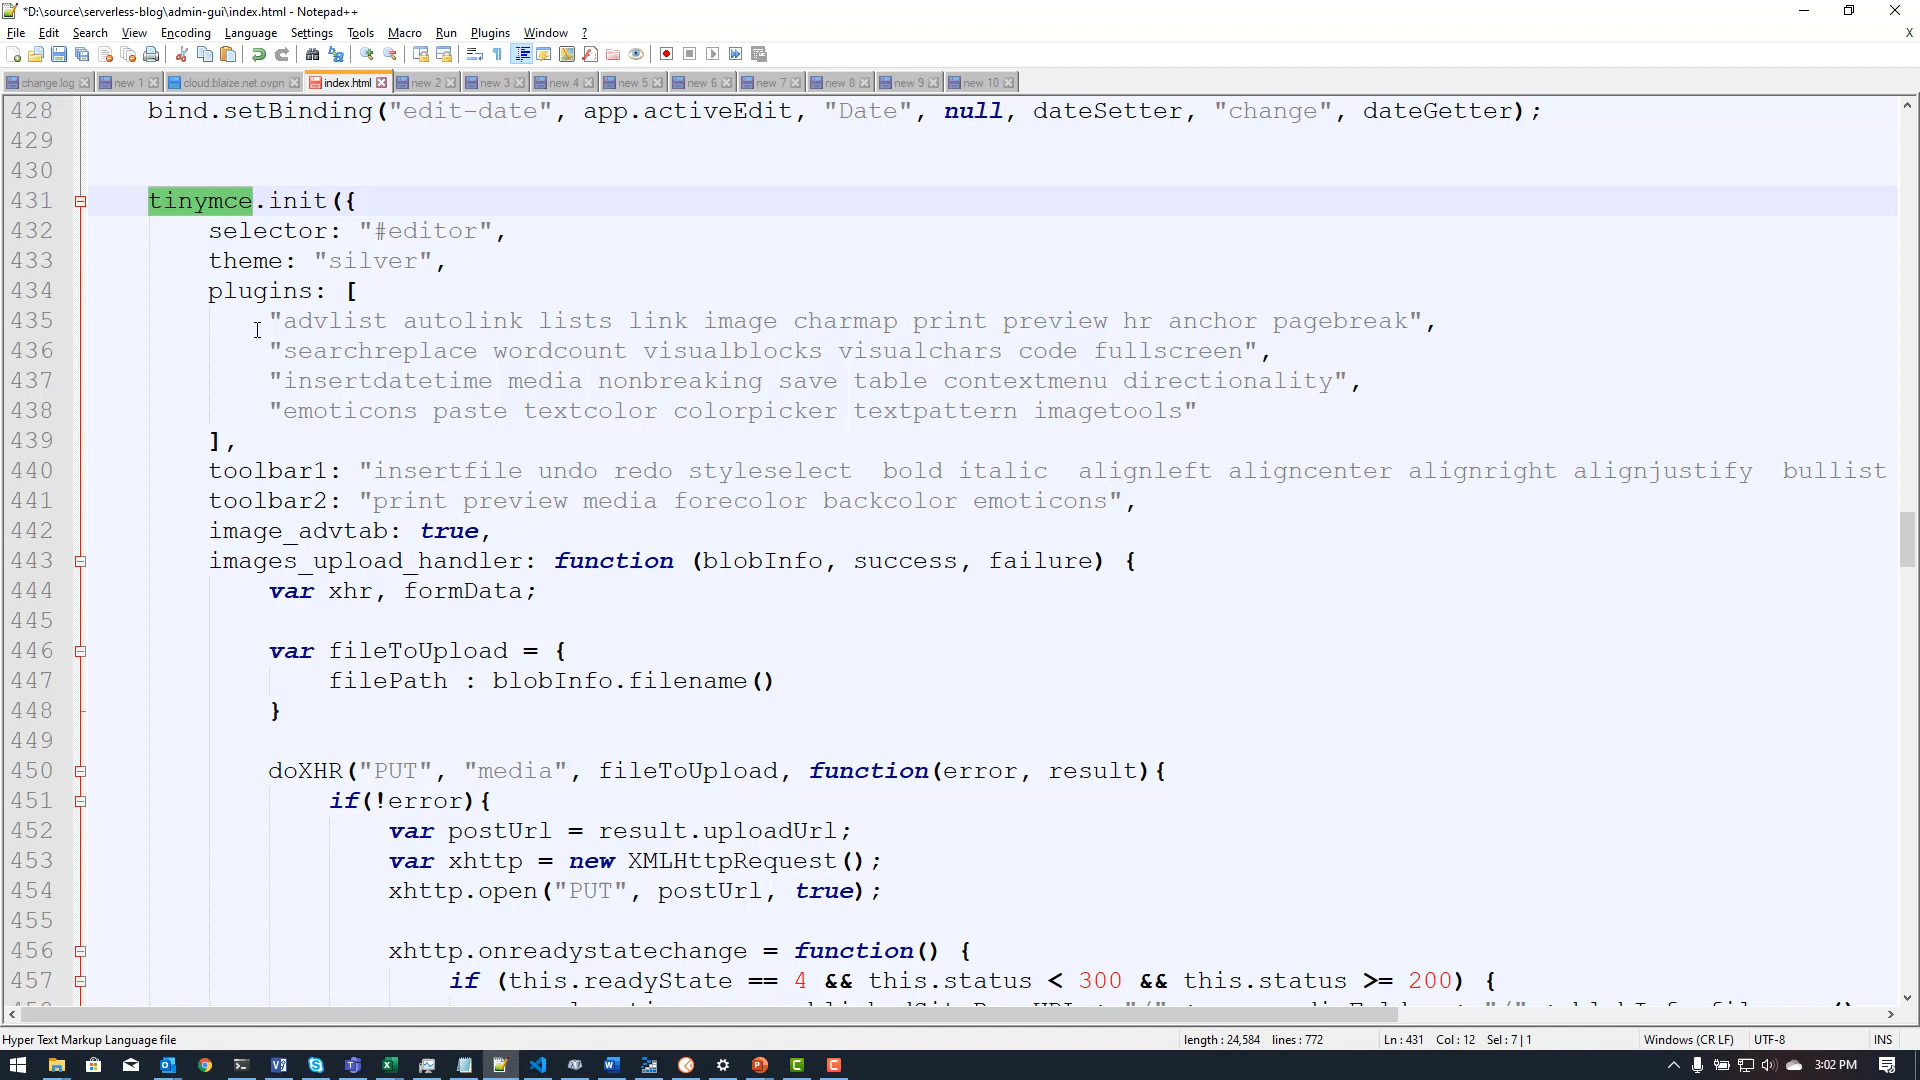 *D:\source\serverless-blog\admin-gui\index.html - Notepad++
File Edit Search View Encoding Language Settings Tools Macro Run Plugins Window ? X
change.log new 1 cloud.blaize.net.ovpn index.html new 2 new 3 new 4 new 5 new 6 new 7 new 8 new 9 new 10
428 bind.setBinding("edit-date", app.activeEdit, "Date", null, dateSetter, "change", dateGetter);
429
430
431 tinymce.init({
432 selector: "#editor",
433 theme: "silver",
434 plugins: [
435 "advlist autolink lists link image charmap print preview hr anchor pagebreak",
436 "searchreplace wordcount visualblocks visualchars code fullscreen",
437 "insertdatetime media nonbreaking save table contextmenu directionality",
438 "emoticons paste textcolor colorpicker textpattern imagetools"
439 ],
440 toolbar1: "insertfile undo redo styleselect  bold italic  alignleft aligncenter alignright alignjustify  bullist
441 toolbar2: "print preview media forecolor backcolor emoticons",
442 image_advtab: true,
443 images_upload_handler: function (blobInfo, success, failure) {
444 var xhr, formData;
445
446 var fileToUpload = {
447 filePath : blobInfo.filename()
448 }
449
450 doXHR("PUT", "media", fileToUpload, function(error, result){
451 if(!error){
452 var postUrl = result.uploadUrl;
453 var xhttp = new XMLHttpRequest();
454 xhttp.open("PUT", postUrl, true);
455
456 xhttp.onreadystatechange = function() {
457 if (this.readyState == 4 && this.status < 300 && this.status >= 200) {
Hyper Text Markup Language file length : 24,584 lines : 772 Ln : 431 Col : 12 Sel : 7 | 1 Windows (CR LF) UTF-8 INS
3:02 PM